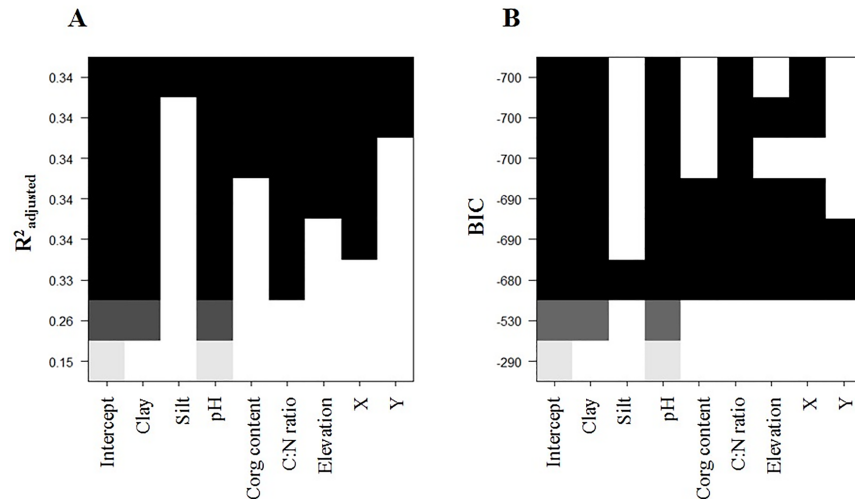 A
R²adjusted
0.34
0.34
0.34
0.34
0.34
0.33
0.26
0.15
Intercept
Clay
Silt
pH
Corg content
C:N ratio
Elevation
X
Y
B
BIC
-700
-700
-700
-690
-690
-680
-530
-290
Intercept
Clay
Silt
pH
Corg content
C:N ratio
Elevation
X
Y